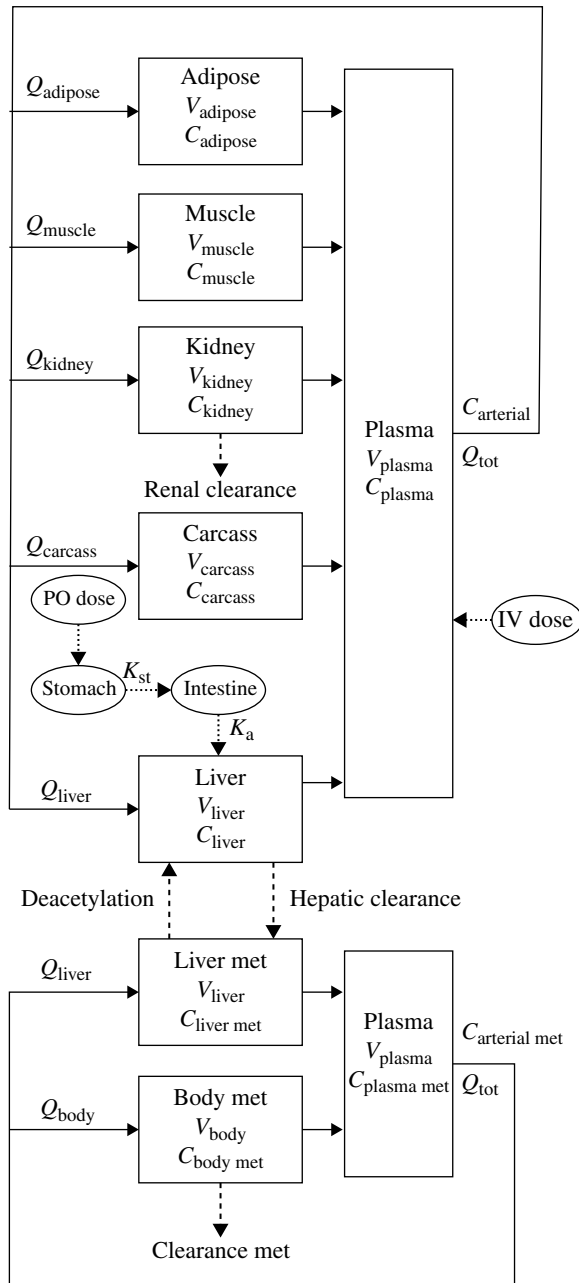 Q_adipose
Adipose
V_adipose
C_adipose
Q_muscle
Muscle
V_muscle
C_muscle
Q_kidney
Kidney
V_kidney
C_kidney
Renal clearance
Plasma
V_plasma
C_plasma
C_arterial
Q_tot
Q_carcass
Carcass
V_carcass
C_carcass
PO dose
IV dose
Stomach
K_st
Intestine
K_a
Q_liver
Liver
V_liver
C_liver
Deacetylation
Hepatic clearance
Q_liver
Liver met
V_liver
C_liver met
Plasma
V_plasma
C_plasma met
C_arterial met
Q_tot
Q_body
Body met
V_body
C_body met
Clearance met